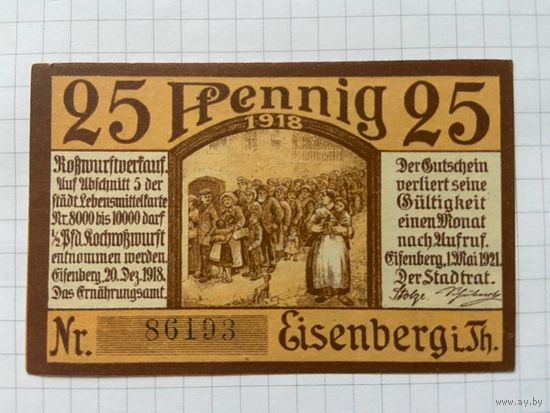 25 Pfennig 25
1918
Roßwurstverkauf.
Auf Abschnitt 5 der
städt. Lebensmittelkarte
Nr. 8000 bis 10000 darf
½ Pfd. Kochroßwurst
entnommen werden.
Eisenberg, 20. Dez. 1918.
Das Ernährungsamt.
Der Gutschein
verliert seine
Gültigkeit
einen Monat
nach Aufruf.
Eisenberg, 1. Mai 1921.
Der Stadtrat.
Stolze.
Nr. 86193
Eisenberg i. Th.
www.ay.by